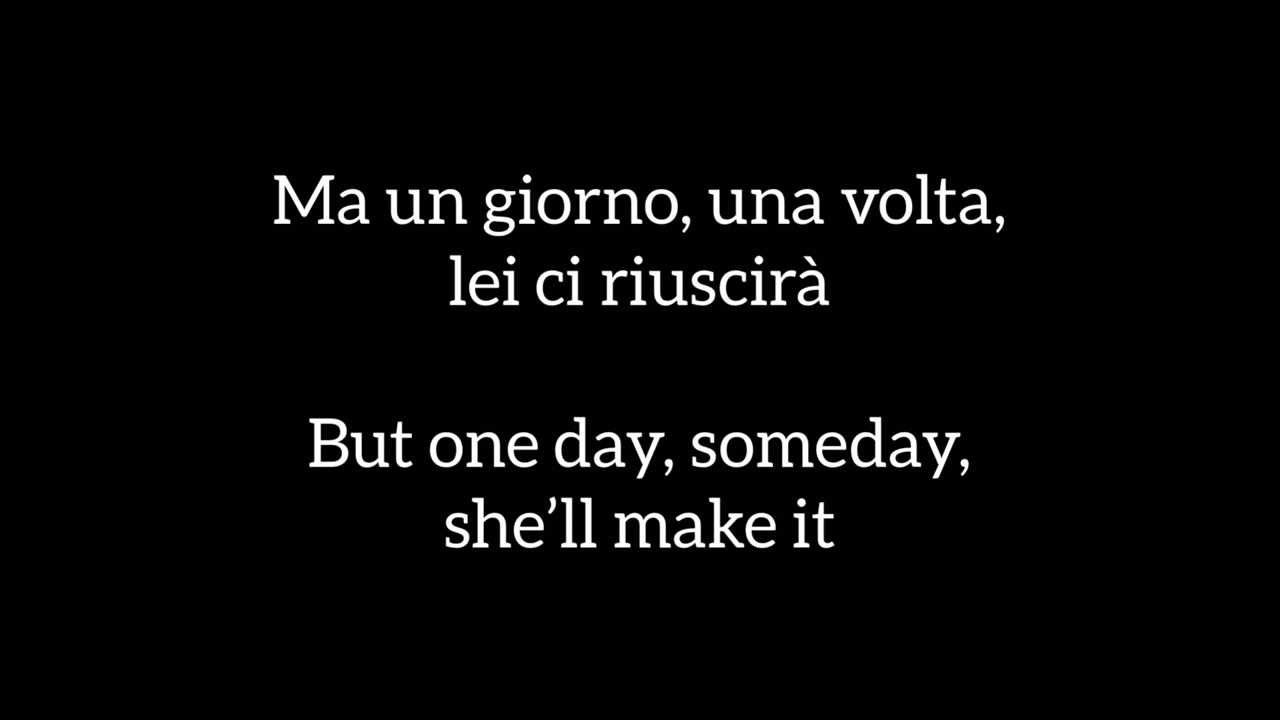 Ma un giorno, una volta,
lei ci riuscirà
But one day, someday,
she’ll make it